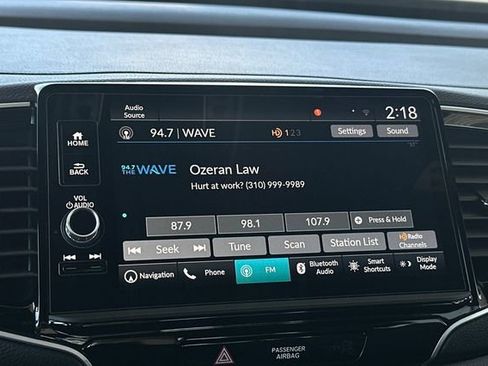 Audio
Source
2:18
HOME
94.7 | WAVE
HD 1 2 3
Settings
Sound
BACK
94.7
THE WAVE
Ozeran Law
Hurt at work? (310) 999-9989
VOL
AUDIO
87.9
98.1
107.9
Press & Hold
Seek
Tune
Scan
Station List
HD Radio
Channels
Navigation
Phone
FM
Bluetooth
Audio
Smart
Shortcuts
Display
Mode
PASSENGER
AIRBAG